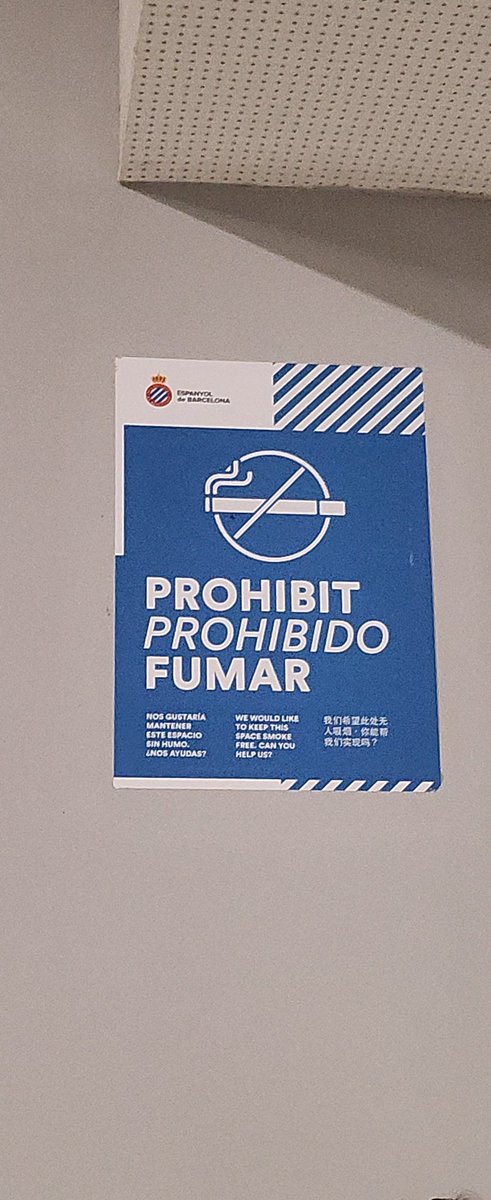 ESPANYOL
de BARCELONA
PROHIBIT
PROHIBIDO
FUMAR
NOS GUSTARÍA
MANTENER
ESTE ESPACIO
SIN HUMO.
¿NOS AYUDAS?
WE WOULD LIKE
TO KEEP THIS
SPACE SMOKE
FREE. CAN YOU
HELP US?
我们希望此处无
人吸烟，你能帮
我们实现吗？